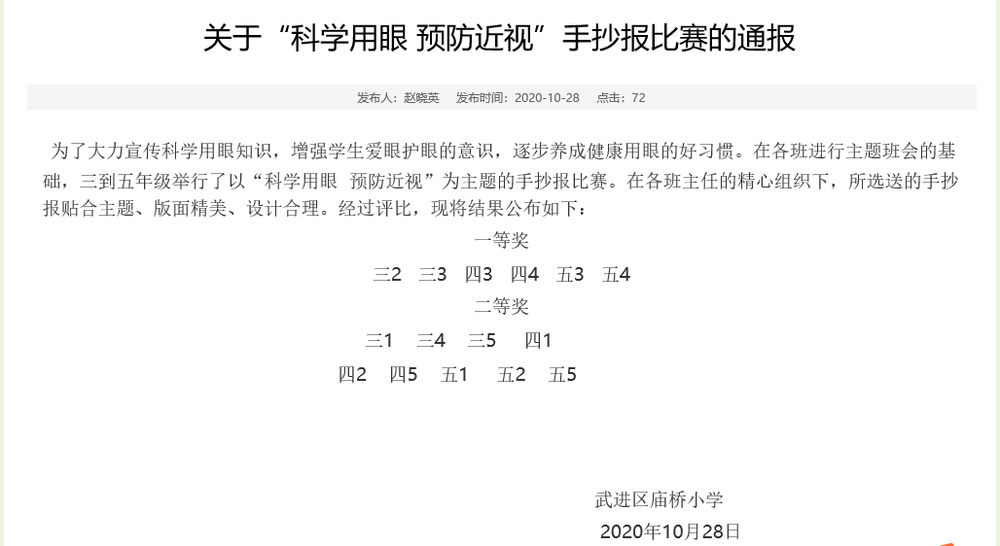 关于“科学用眼 预防近视”手抄报比赛的通报
发布人：赵晓英 发布时间：2020-10-28 点击：72
为了大力宣传科学用眼知识，增强学生爱眼护眼的意识，逐步养成健康用眼的好习惯。在各班进行主题班会的基
础，三到五年级举行了以“科学用眼 预防近视”为主题的手抄报比赛。在各班主任的精心组织下，所选送的手抄
报贴合主题、版面精美、设计合理。经过评比，现将结果公布如下：
一等奖
三2 三3 四3 四4 五3 五4
二等奖
三1 三4 三5 四1
四2 四5 五1 五2 五5
武进区庙桥小学
2020年10月28日